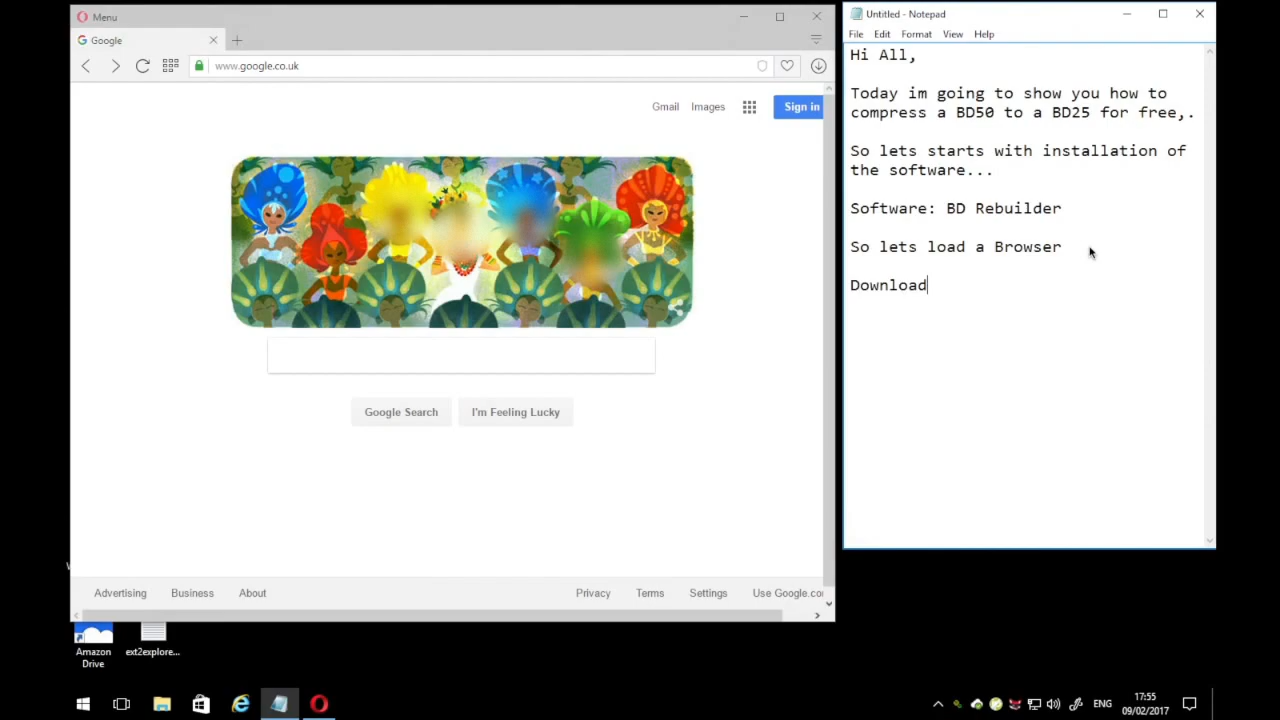 Menu
Google
www.google.co.uk
Gmail Images Sign in
Google Search I'm Feeling Lucky
Advertising Business About Privacy Terms Settings Use Google.co
Untitled - Notepad
File Edit Format View Help
Hi All,
Today im going to show you how to
compress a BD50 to a BD25 for free,.
So lets starts with installation of
the software...
Software: BD Rebuilder
So lets load a Browser
Download
Amazon
Drive
ext2explore...
ENG
17:55
09/02/2017